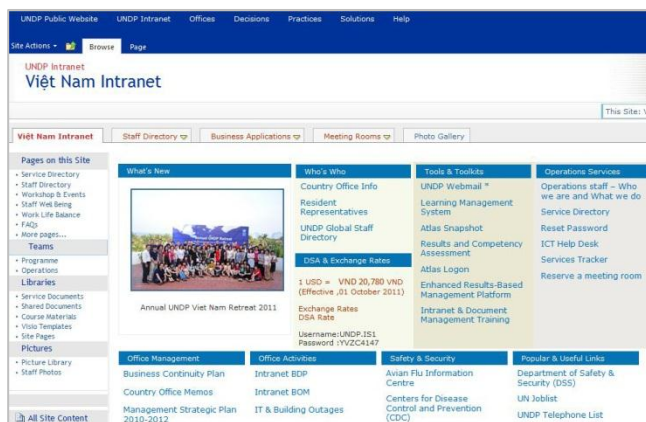 UNDP Public Website UNDP Intranet Offices Decisions Practices Solutions Help
Site Actions Browse Page
UNDP Intranet
Việt Nam Intranet
This Site: V
Việt Nam Intranet Staff Directory Business Applications Meeting Rooms Photo Gallery
Pages on this Site
• Service Directory
• Staff Directory
• Workshop & Events
• Staff Well Being
• Work Life Balance
• FAQs
• More pages...
Teams
• Programme
• Operations
Libraries
• Service Documents
• Shared Documents
• Course Materials
• Visio Templates
• Site Pages
Pictures
• Picture Library
• Staff Photos
All Site Content
What's New
Annual UNDP Viet Nam Retreat 2011
Who's Who
Country Office Info
Resident
Representatives
UNDP Global Staff
Directory
DSA & Exchange Rates
1 USD = VND 20,780 VND
(Effective ,01 October 2011)
Exchange Rates
DSA Rate
Username:UNDP.IS1
Password :YVZC4147
Tools & Toolkits
UNDP Webmail *
Learning Management
System
Atlas Snapshot
Results and Competency
Assessment
Atlas Logon
Enhanced Results-Based
Management Platform
Intranet & Document
Management Training
Operations Services
Operations staff – Who
we are and What we do
Service Directory
Reset Password
ICT Help Desk
Services Tracker
Reserve a meeting room
Office Management
Business Continuity Plan
Country Office Memos
Management Strategic Plan
2010-2012
Office Activities
Intranet BDP
Intranet BOM
IT & Building Outages
Safety & Security
Avian Flu Information
Centre
Centers for Disease
Control and Prevention
(CDC)
Popular & Useful Links
Department of Safety &
Security (DSS)
UN Joblist
UNDP Telephone List